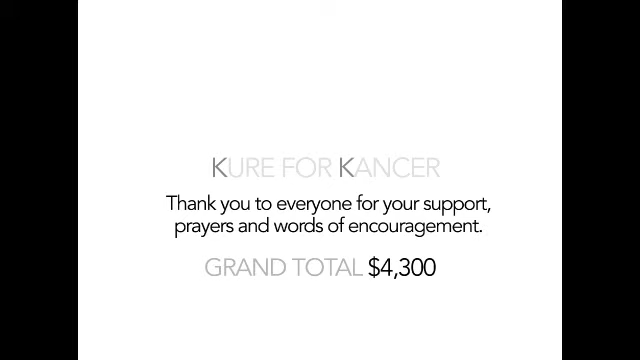 KURE FOR KANCER
Thank you to everyone for your support,
prayers and words of encouragement.
GRAND TOTAL $4,300